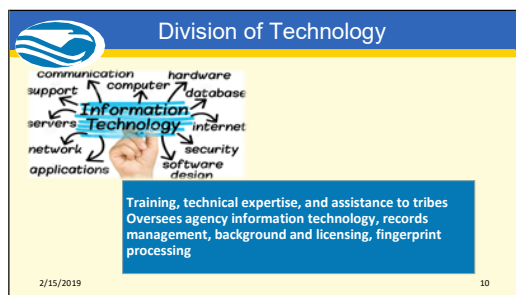 Division of Technology
communication hardware
support computer database
Information
servers Technology internet
network security
applications software
design
Training, technical expertise, and assistance to tribes
Oversees agency information technology, records
management, background and licensing, fingerprint
processing
2/15/2019 10